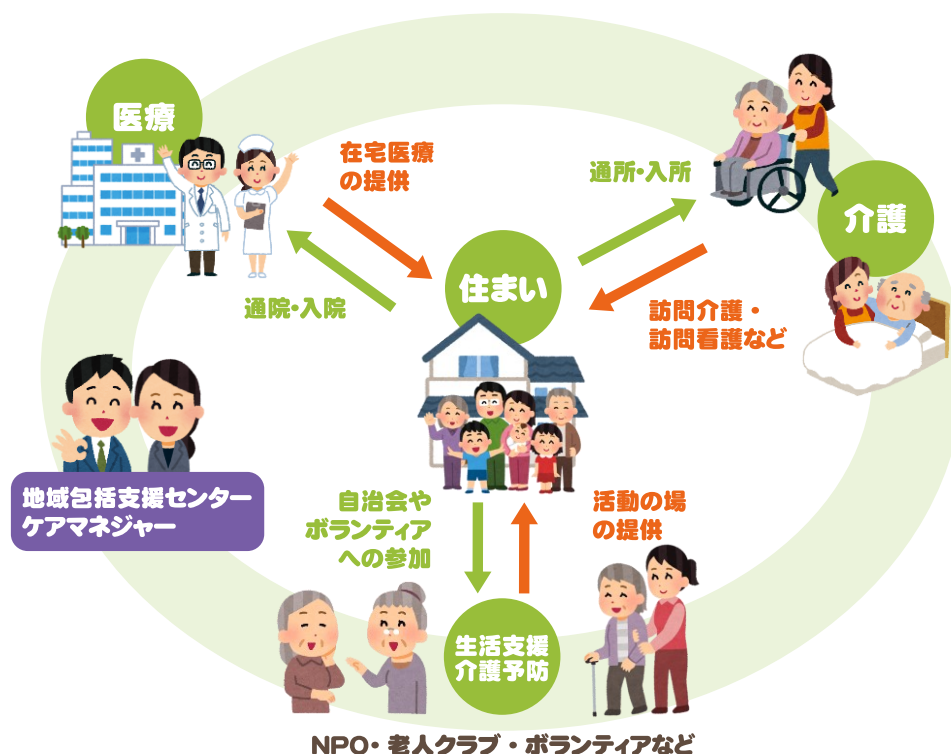 医療
在宅医療
の提供
通院・入院
通所・入所
介護
訪問介護・
訪問看護など
住まい
地域包括支援センター
ケアマネジャー
自治会や
ボランティア
への参加
活動の場
の提供
生活支援
介護予防
NPO・老人クラブ・ボランティアなど